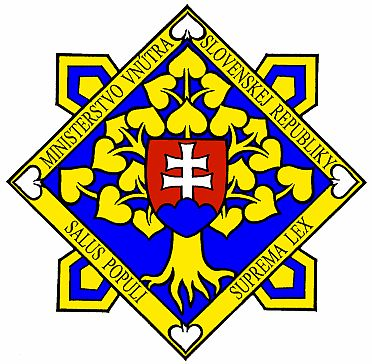 MINISTERSTVO VNÚTRA
SLOVENSKEJ REPUBLIKY
SALUS POPULI
SUPREMA LEX